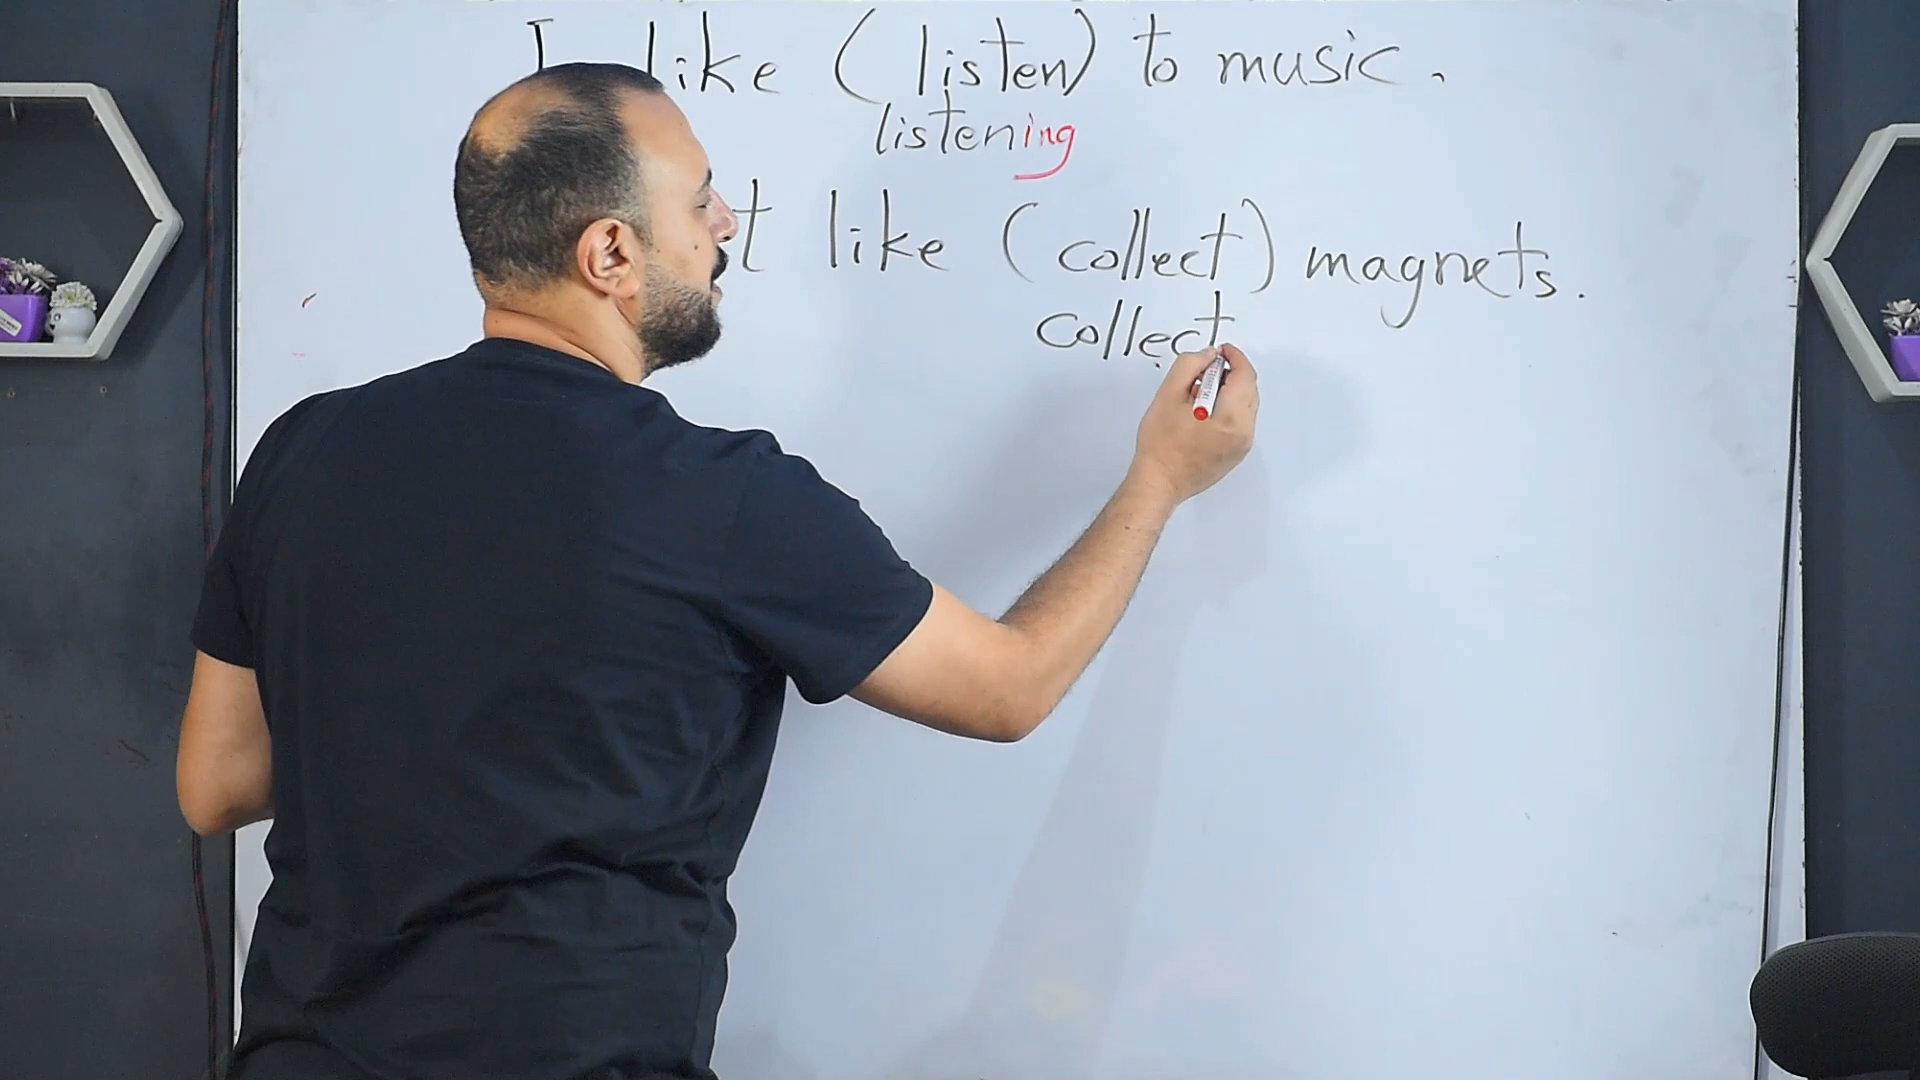 I like (listen) to music.
listening
t like (collect) magnets.
collect